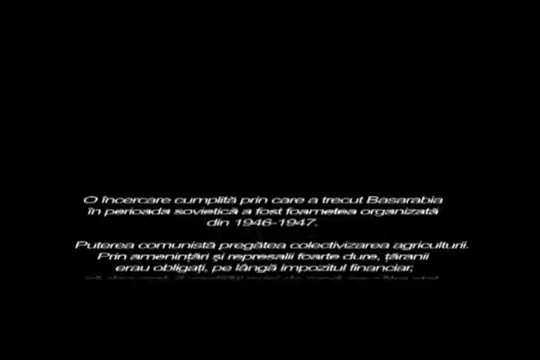 O încercare cumplită prin care a trecut Basarabia
în perioada sovietică a fost foametea organizată
din 1946-1947.
Puterea comunistă pregătea colectivizarea agriculturii.
Prin amenințări și represalii foarte dure, țăranii
erau obligați, pe lângă impozitul financiar,